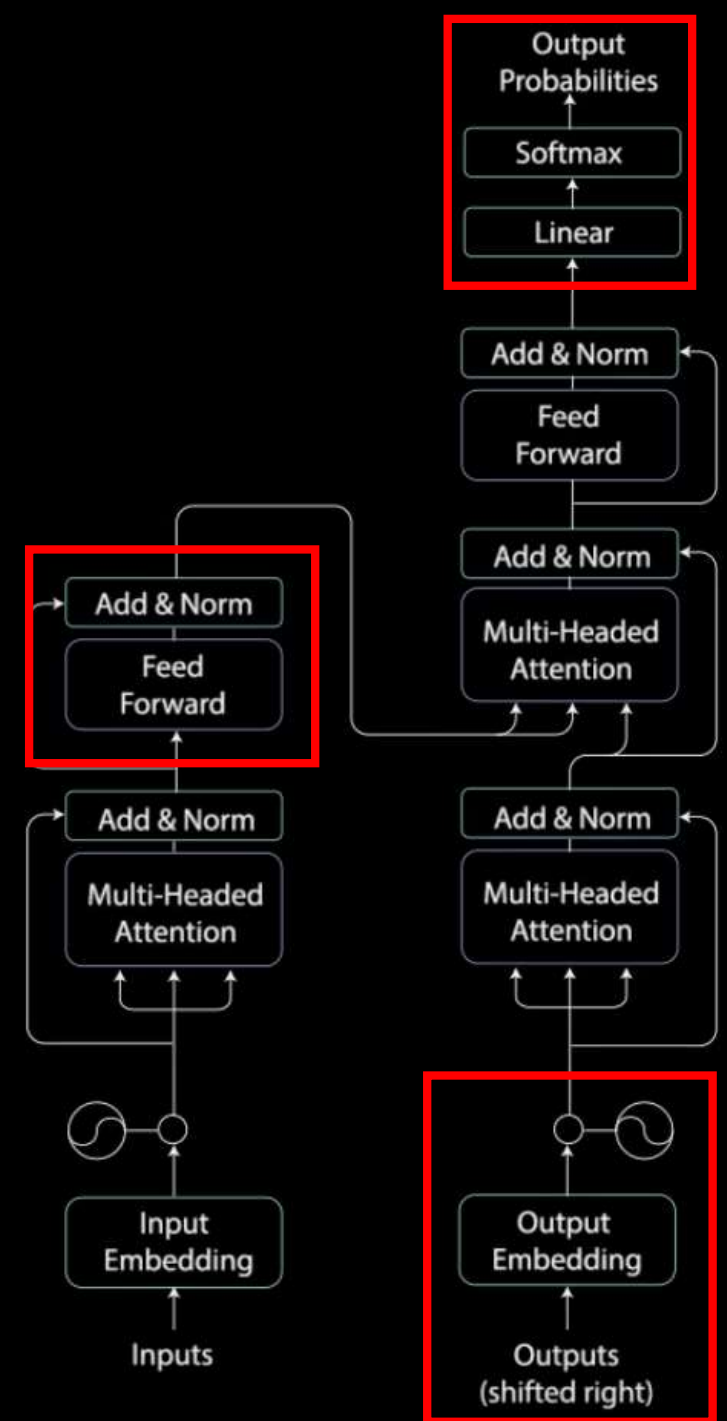 Output
Probabilities
Softmax
Linear
Add & Norm
Feed
Forward
Add & Norm
Multi-Headed
Attention
Add & Norm
Multi-Headed
Attention
Output
Embedding
Outputs
(shifted right)
Add & Norm
Feed
Forward
Add & Norm
Multi-Headed
Attention
Input
Embedding
Inputs